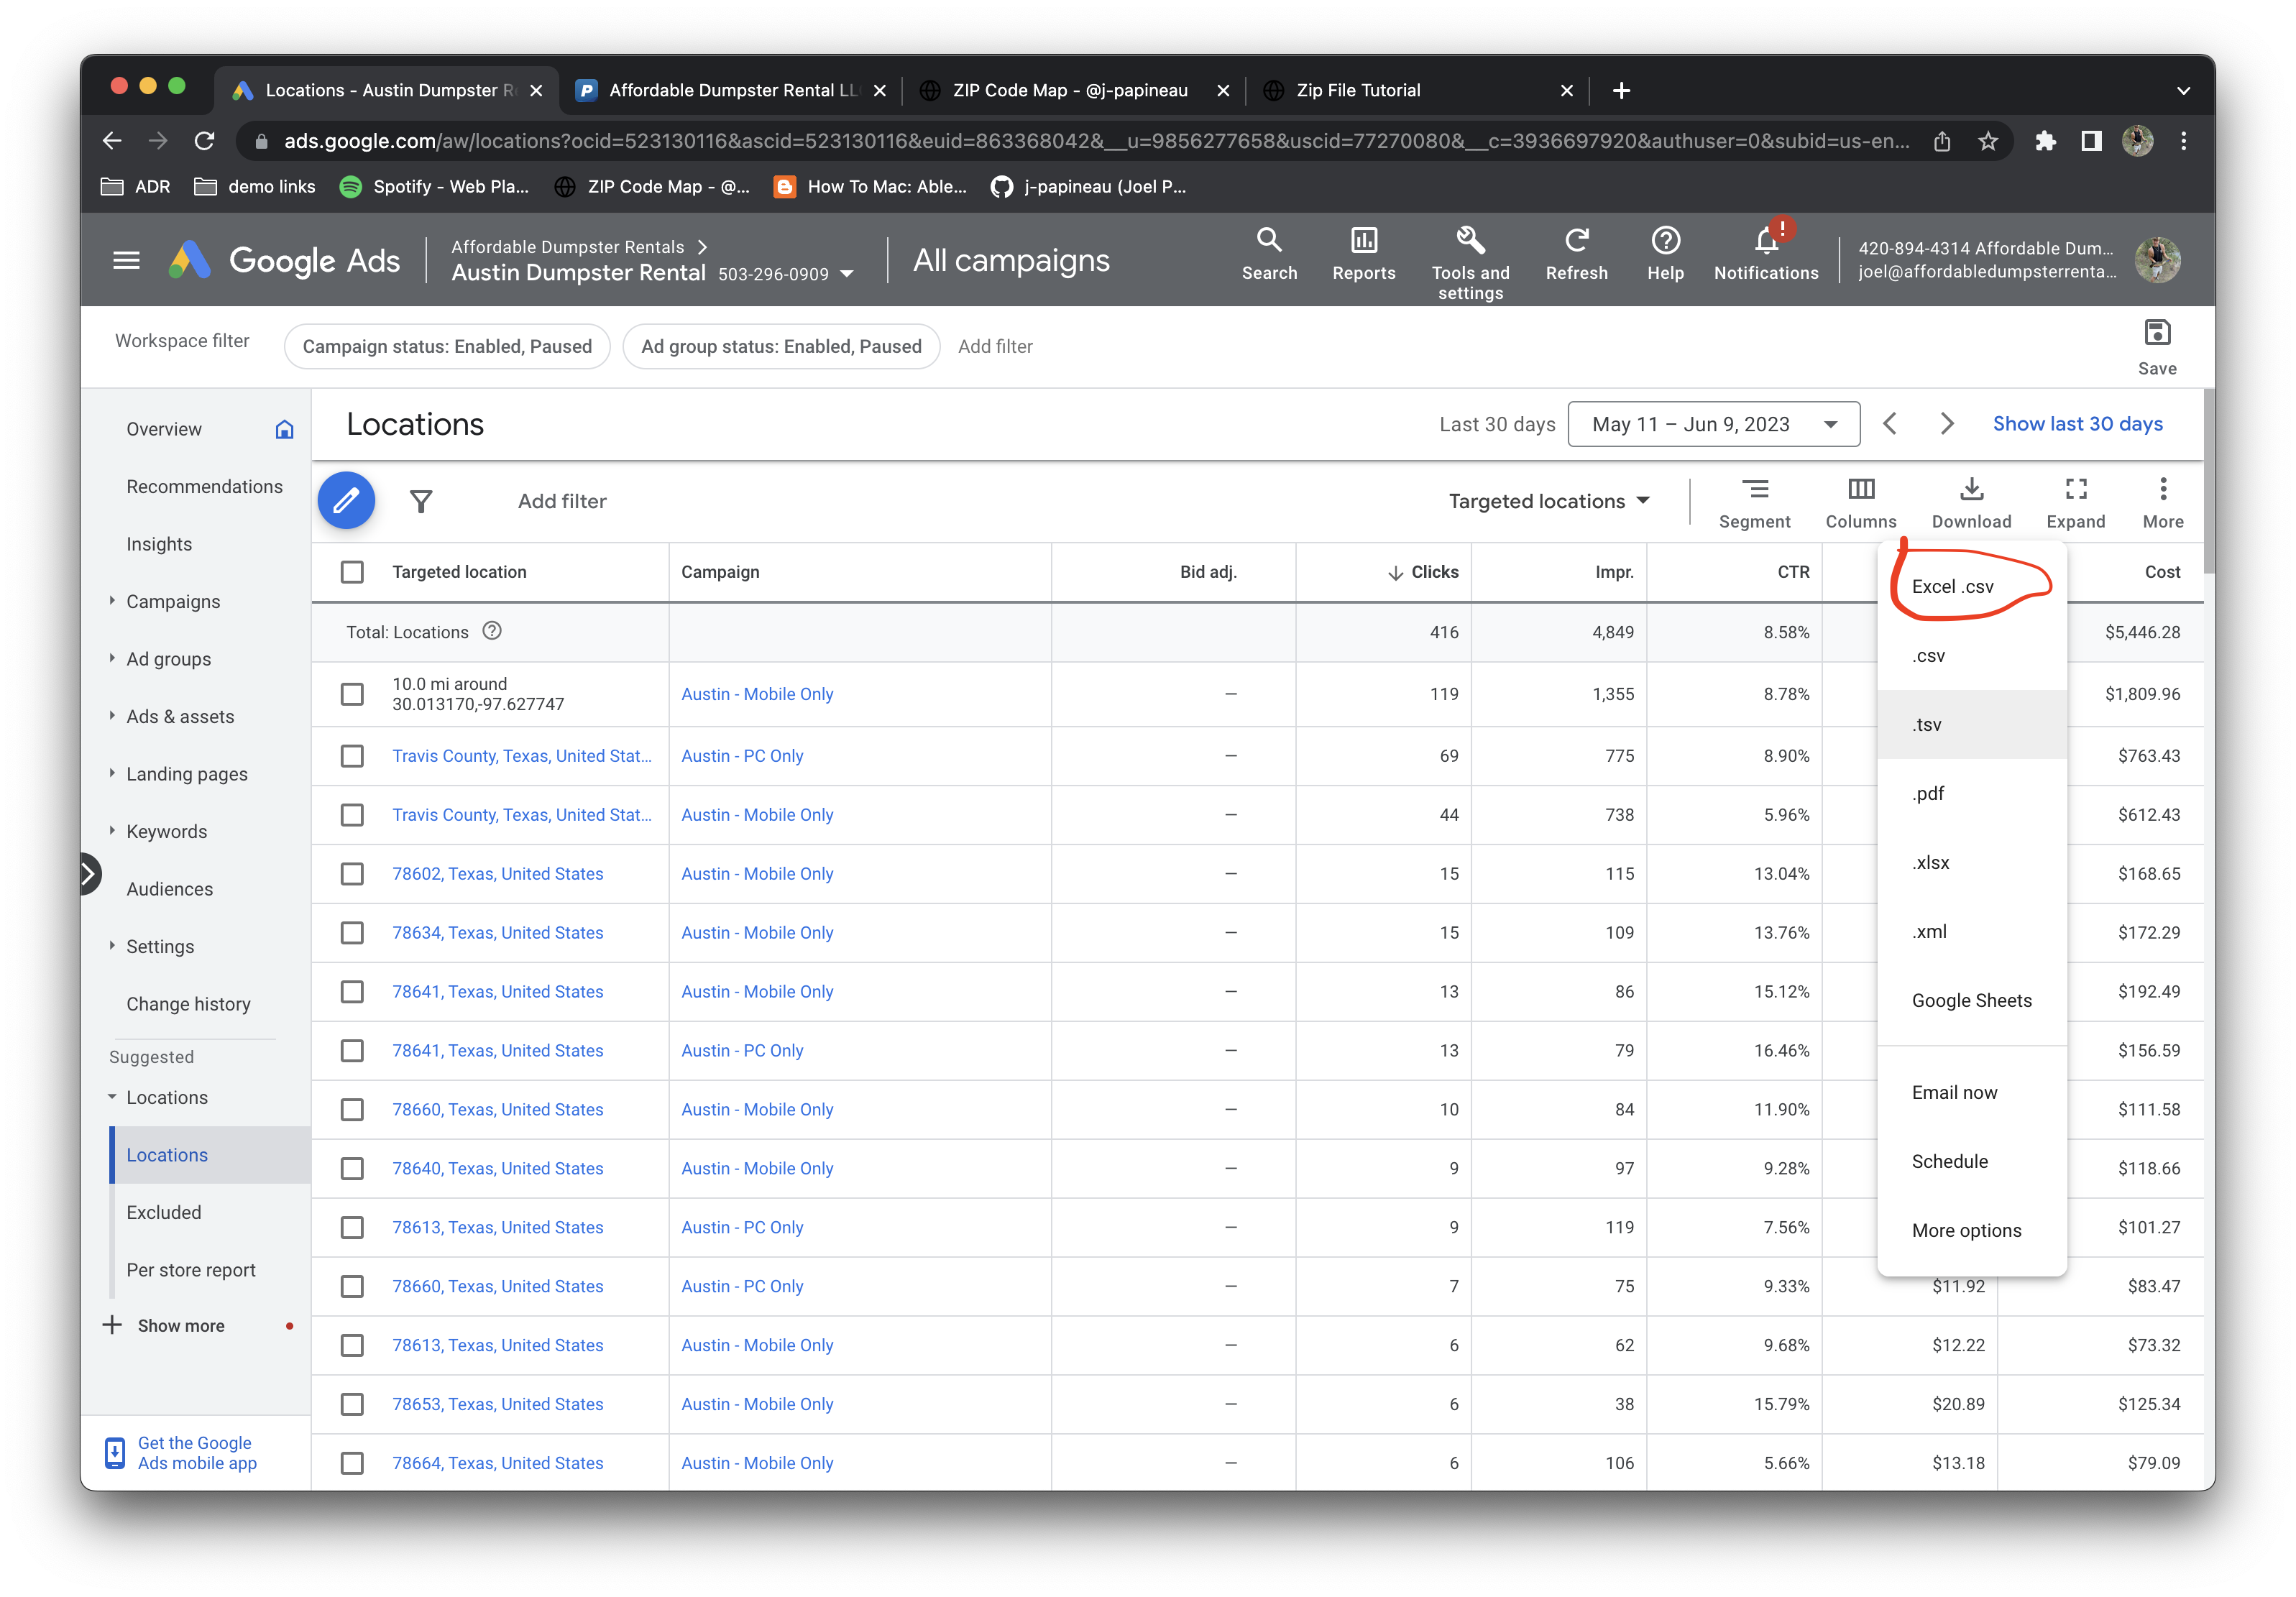 Locations - Austin Dumpster R
Affordable Dumpster Rental LL
ZIP Code Map - @j-papineau
Zip File Tutorial
ads.google.com/aw/locations?ocid=523130116&ascid=523130116&euid=863368042&__u=9856277658&uscid=77270080&__c=3936697920&authuser=0&subid=us-en...
ADR
demo links
Spotify - Web Pla...
ZIP Code Map - @...
How To Mac: Able...
j-papineau (Joel P...
Google Ads
Affordable Dumpster Rentals
Austin Dumpster Rental 503-296-0909
All campaigns
Search
Reports
Tools and
settings
Refresh
Help
!
Notifications
420-894-4314 Affordable Dum...
joel@affordabledumpsterrenta...
Workspace filter
Campaign status: Enabled, Paused
Ad group status: Enabled, Paused
Add filter
Save
Overview
Recommendations
Insights
Campaigns
Ad groups
Ads & assets
Landing pages
Keywords
Audiences
Settings
Change history
Suggested
Locations
Locations
Excluded
Per store report
Show more
Get the Google
Ads mobile app
Locations
Last 30 days
May 11 – Jun 9, 2023
Show last 30 days
Add filter
Targeted locations
Segment
Columns
Download
Expand
More
Targeted location Campaign Bid adj. Clicks Impr. CTR Cost
Total: Locations 416 4,849 8.58% $5,446.28
10.0 mi around
30.013170,-97.627747 Austin - Mobile Only — 119 1,355 8.78% $1,809.96
Travis County, Texas, United Stat... Austin - PC Only — 69 775 8.90% $763.43
Travis County, Texas, United Stat... Austin - Mobile Only — 44 738 5.96% $612.43
78602, Texas, United States Austin - Mobile Only — 15 115 13.04% $168.65
78634, Texas, United States Austin - Mobile Only — 15 109 13.76% $172.29
78641, Texas, United States Austin - Mobile Only — 13 86 15.12% $192.49
78641, Texas, United States Austin - PC Only — 13 79 16.46% $156.59
78660, Texas, United States Austin - Mobile Only — 10 84 11.90% $111.58
78640, Texas, United States Austin - Mobile Only — 9 97 9.28% $118.66
78613, Texas, United States Austin - PC Only — 9 119 7.56% $101.27
78660, Texas, United States Austin - PC Only — 7 75 9.33% $11.92 $83.47
78613, Texas, United States Austin - Mobile Only — 6 62 9.68% $12.22 $73.32
78653, Texas, United States Austin - Mobile Only — 6 38 15.79% $20.89 $125.34
78664, Texas, United States Austin - Mobile Only — 6 106 5.66% $13.18 $79.09
Excel .csv
.csv
.tsv
.pdf
.xlsx
.xml
Google Sheets
Email now
Schedule
More options